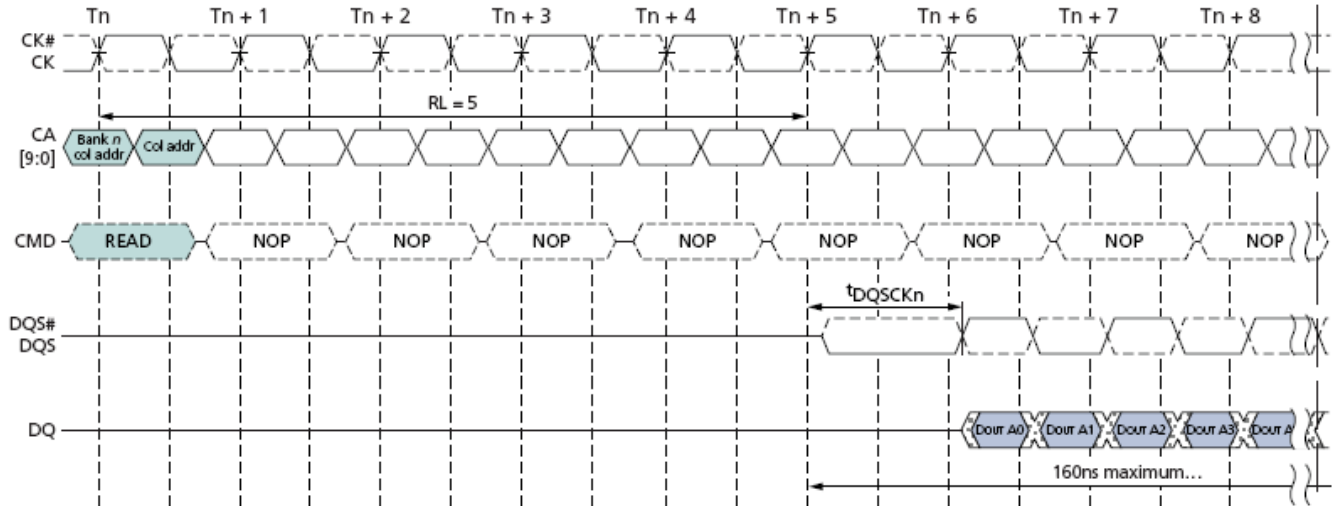 Tn Tn + 1 Tn + 2 Tn + 3 Tn + 4 Tn + 5 Tn + 6 Tn + 7 Tn + 8
CK#
CK
RL = 5
CA
[9:0]
Bank n
col addr
Col addr
CMD READ NOP NOP NOP NOP NOP NOP NOP NOP
tDQSCKn
DQS#
DQS
DQ DOUT A0 DOUT A1 DOUT A2 DOUT A3 DOUT A
160ns maximum...